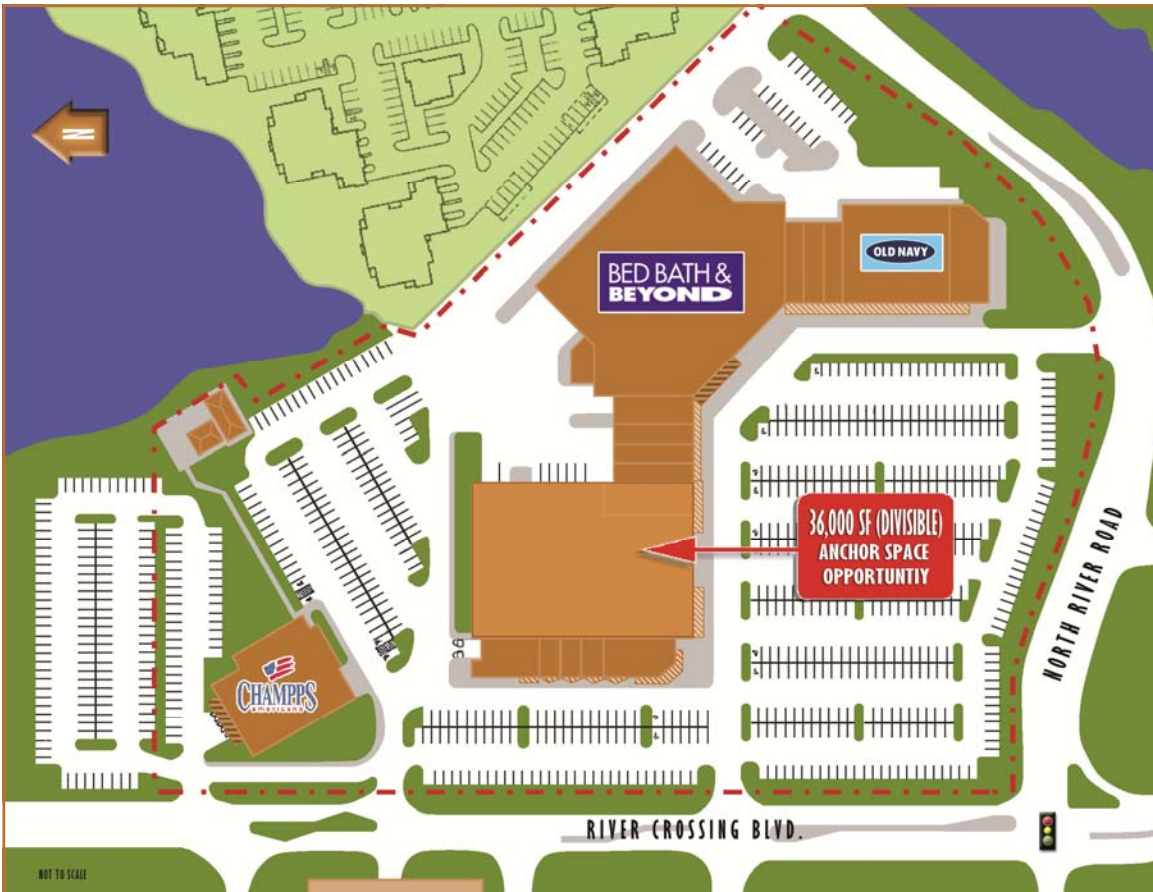 N
BED BATH &
BEYOND
OLD NAVY
36,000 SF (DIVISIBLE)
ANCHOR SPACE
OPPORTUNTIY
NORTH RIVER ROAD
CHAMPPS
americana
RIVER CROSSING BLVD.
NOT TO SCALE